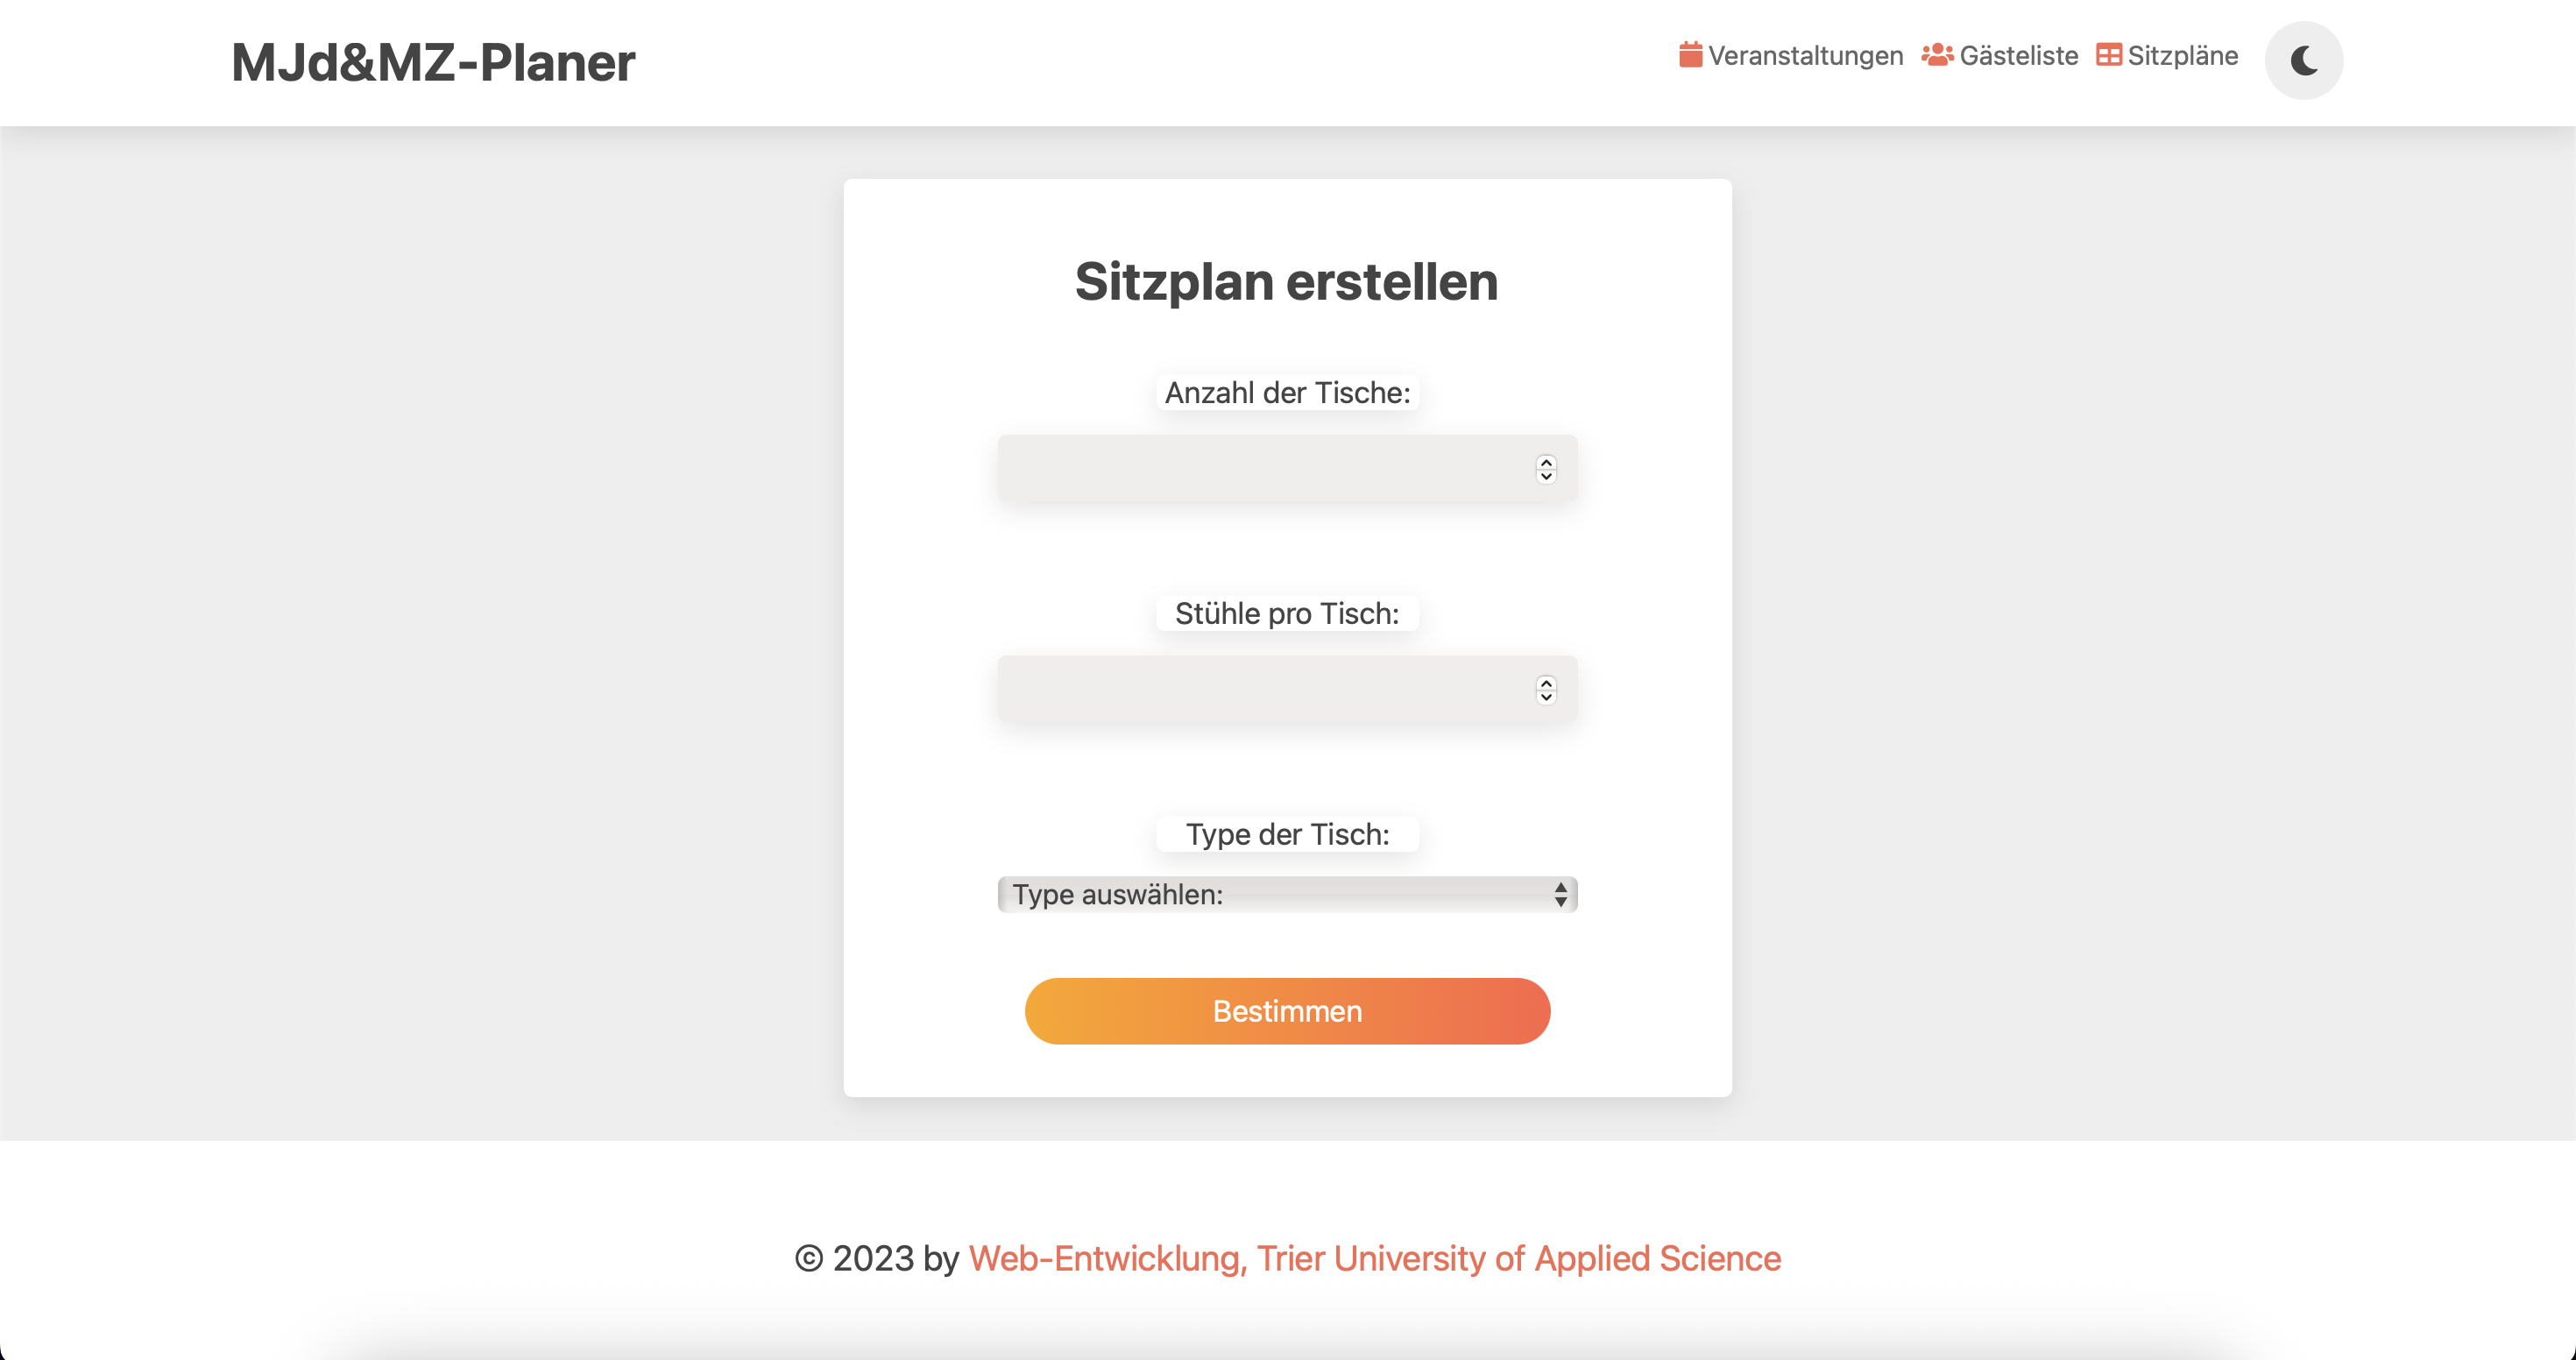 MJd&MZ-Planer
Veranstaltungen Gästeliste Sitzpläne
Sitzplan erstellen
Anzahl der Tische:
Stühle pro Tisch:
Type der Tisch:
Type auswählen:
Bestimmen
© 2023 by Web-Entwicklung, Trier University of Applied Science